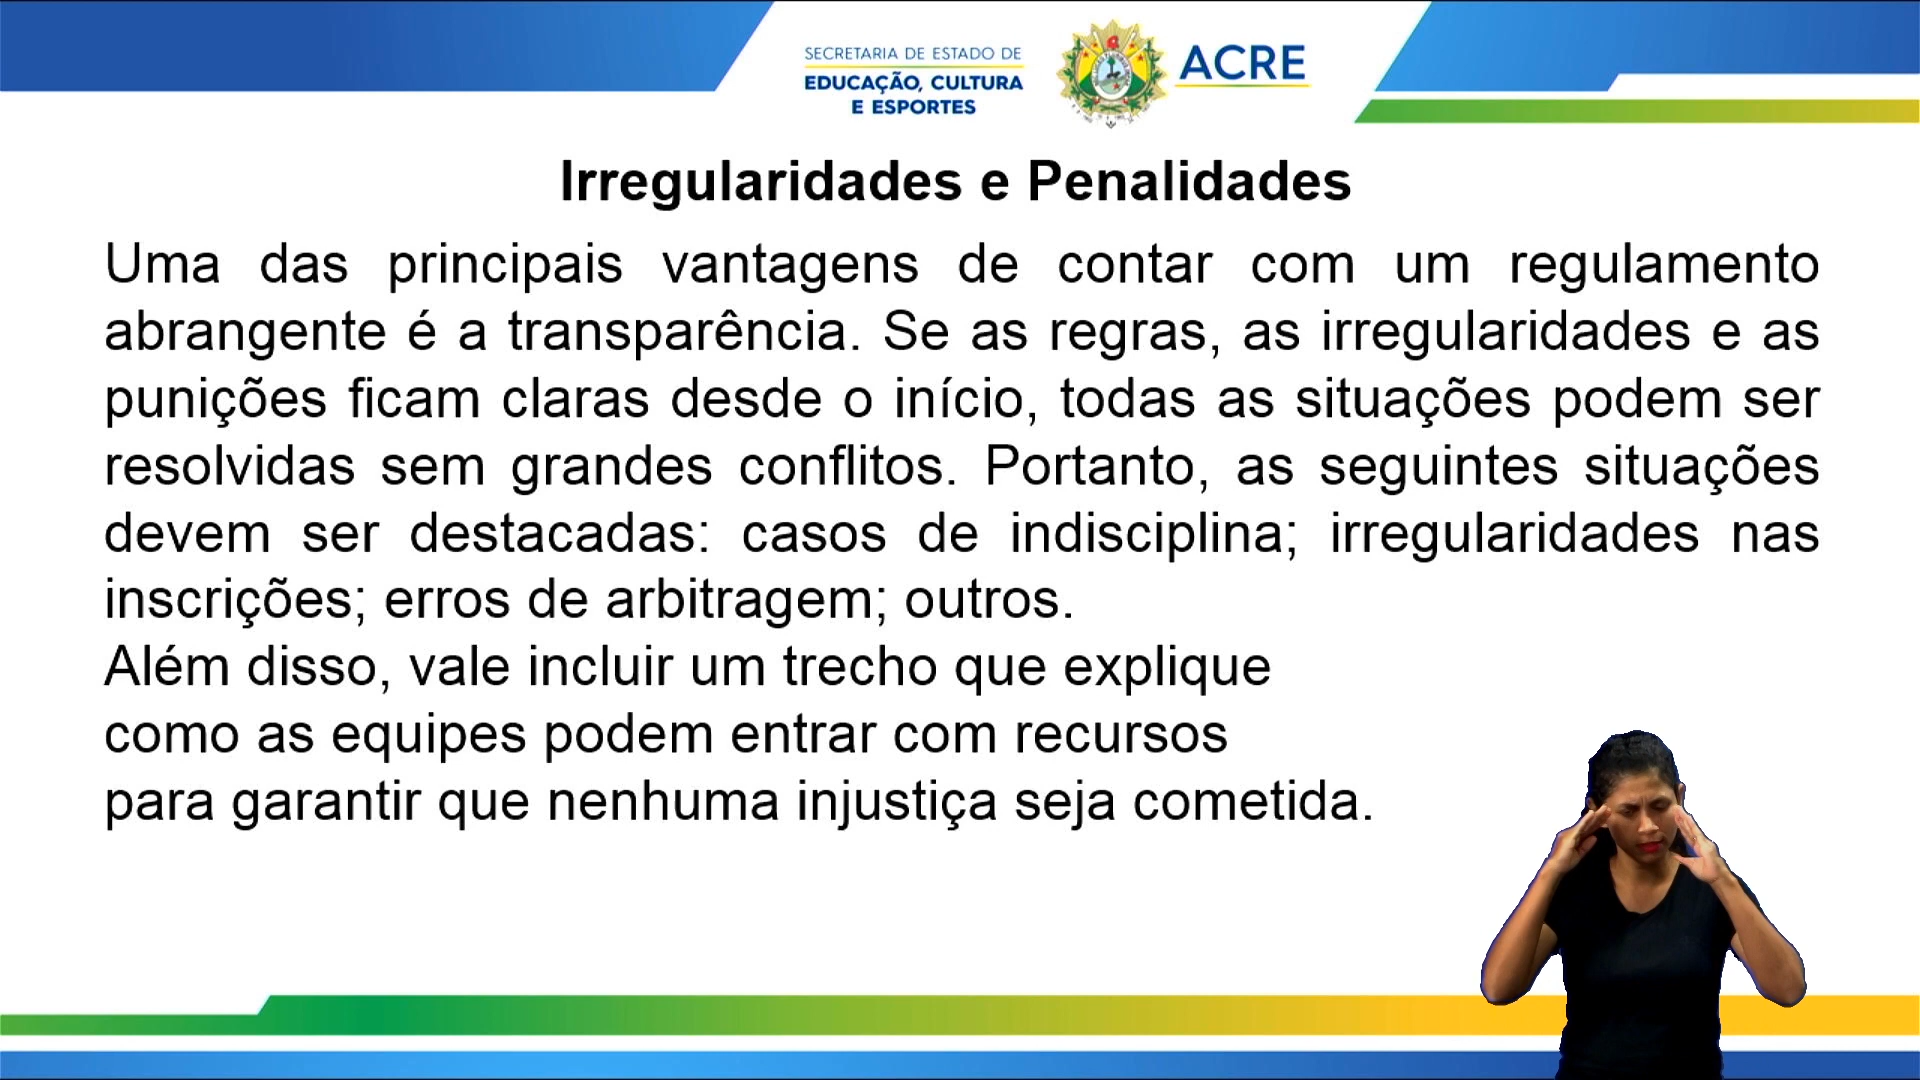 SECRETARIA DE ESTADO DE
EDUCAÇÃO, CULTURA
E ESPORTES
ACRE
Irregularidades e Penalidades
Uma das principais vantagens de contar com um regulamento
abrangente é a transparência. Se as regras, as irregularidades e as
punições ficam claras desde o início, todas as situações podem ser
resolvidas sem grandes conflitos. Portanto, as seguintes situações
devem ser destacadas: casos de indisciplina; irregularidades nas
inscrições; erros de arbitragem; outros.
Além disso, vale incluir um trecho que explique
como as equipes podem entrar com recursos
para garantir que nenhuma injustiça seja cometida.